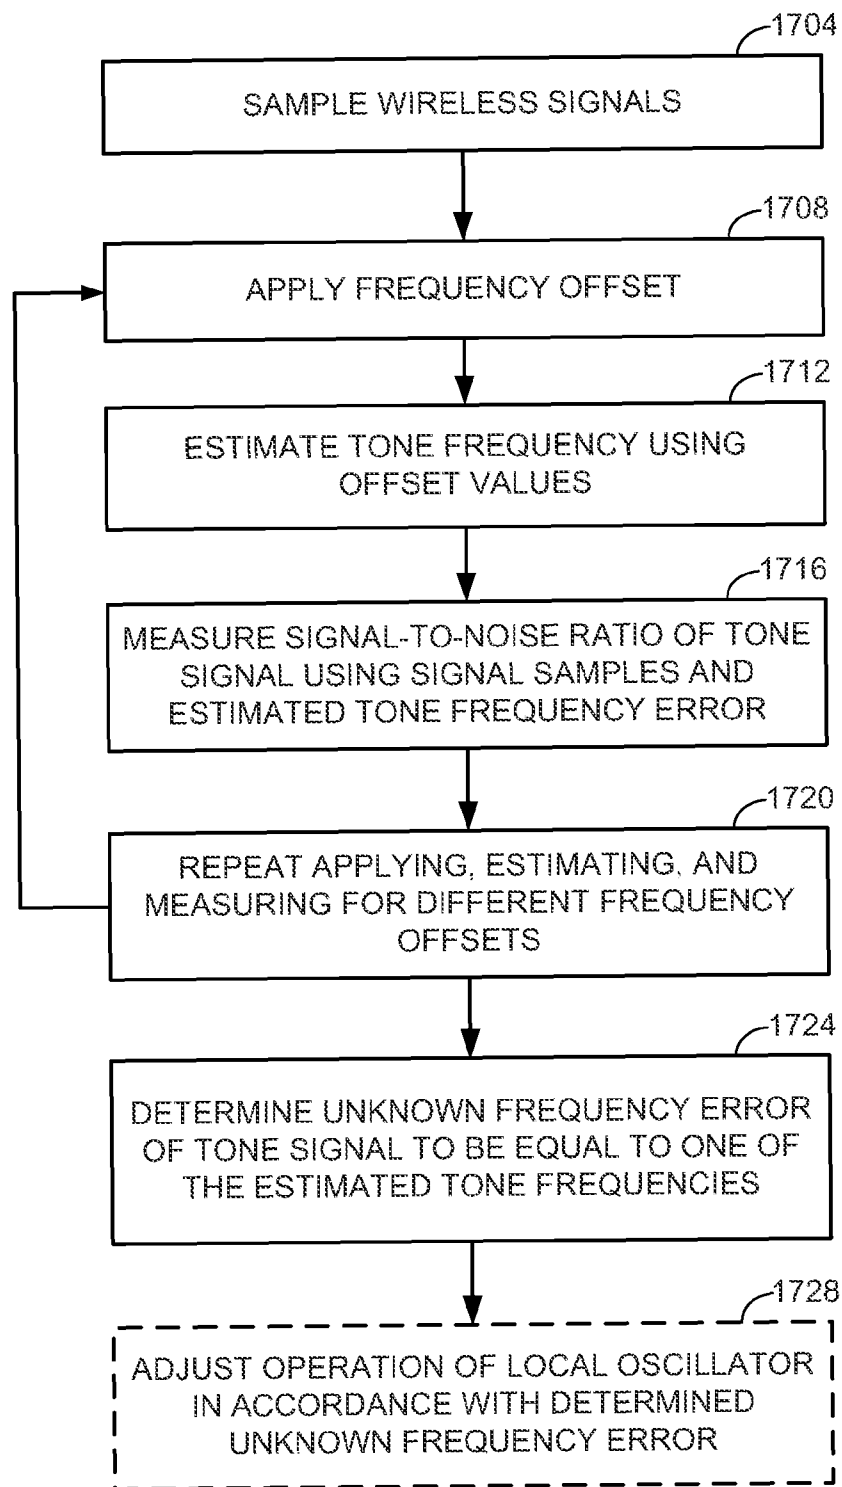 1704
SAMPLE WIRELESS SIGNALS
1708
APPLY FREQUENCY OFFSET
1712
ESTIMATE TONE FREQUENCY USING
OFFSET VALUES
1716
MEASURE SIGNAL-TO-NOISE RATIO OF TONE
SIGNAL USING SIGNAL SAMPLES AND
ESTIMATED TONE FREQUENCY ERROR
1720
REPEAT APPLYING, ESTIMATING, AND
MEASURING FOR DIFFERENT FREQUENCY
OFFSETS
1724
DETERMINE UNKNOWN FREQUENCY ERROR
OF TONE SIGNAL TO BE EQUAL TO ONE OF
THE ESTIMATED TONE FREQUENCIES
1728
ADJUST OPERATION OF LOCAL OSCILLATOR
IN ACCORDANCE WITH DETERMINED
UNKNOWN FREQUENCY ERROR